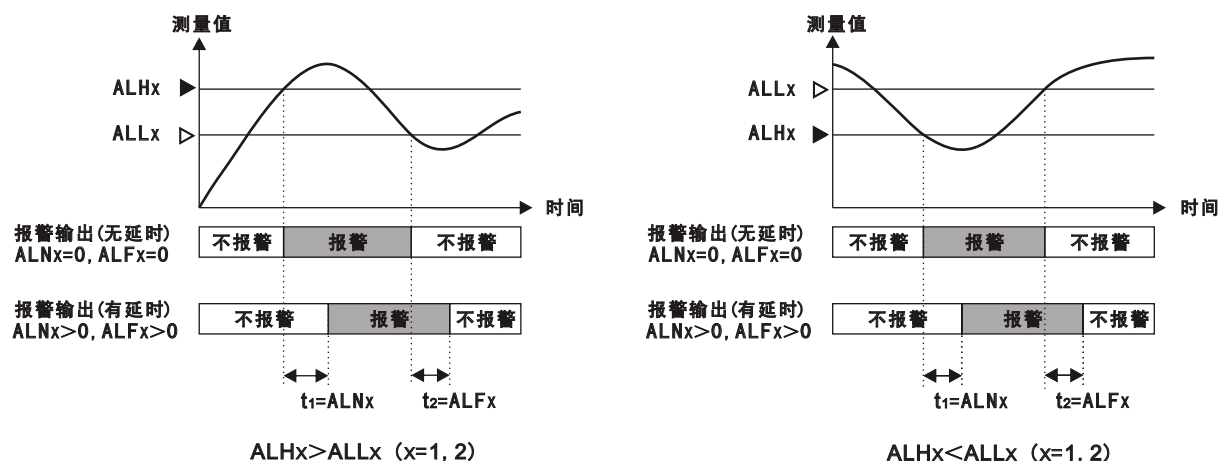 测量值
ALHx
ALLx
时间
报警输出(无延时)
ALNx=0, ALFx=0
不报警 报警 不报警
报警输出(有延时)
ALNx>0, ALFx>0
不报警 报警 不报警
t1=ALNx t2=ALFx
ALHx>ALLx (x=1, 2)
测量值
ALLx
ALHx
时间
报警输出(无延时)
ALNx=0, ALFx=0
不报警 报警 不报警
报警输出(有延时)
ALNx>0, ALFx>0
不报警 报警 不报警
t1=ALNx t2=ALFx
ALHx<ALLx (x=1, 2)